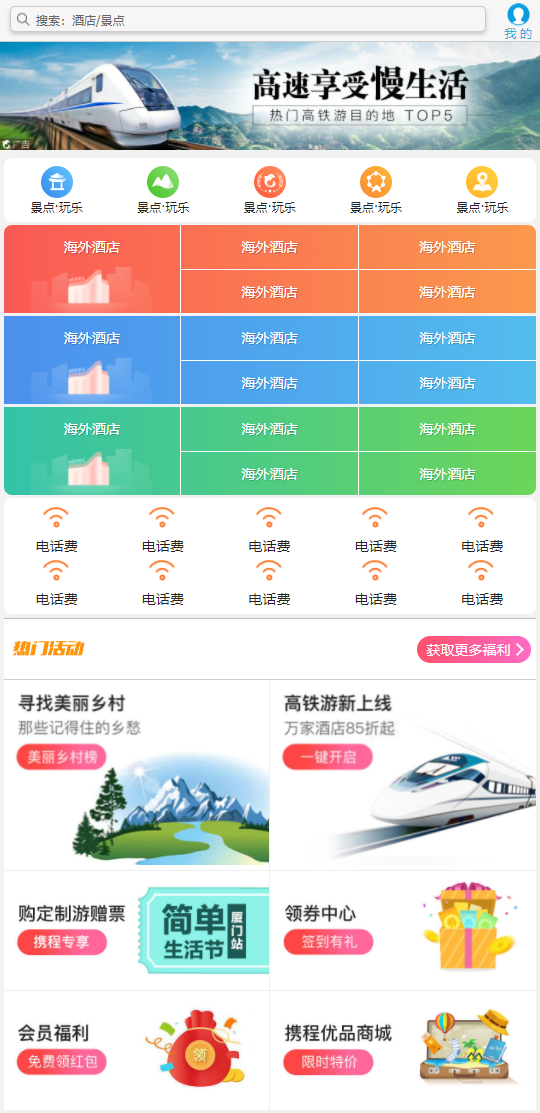 搜索：酒店/景点
我 的
高速享受慢生活
热门高铁游目的地 TOP5
广告
景点·玩乐 景点·玩乐 景点·玩乐 景点·玩乐 景点·玩乐
海外酒店 海外酒店 海外酒店
海外酒店 海外酒店
海外酒店 海外酒店 海外酒店
海外酒店 海外酒店
海外酒店 海外酒店 海外酒店
海外酒店 海外酒店
电话费 电话费 电话费 电话费 电话费
电话费 电话费 电话费 电话费 电话费
热门活动
获取更多福利
寻找美丽乡村
那些记得住的乡愁
美丽乡村榜
高铁游新上线
万家酒店85折起
一键开启
购定制游赠票
携程专享
简单
生活节
厦门站
领券中心
签到有礼
会员福利
免费领红包
领
携程优品商城
限时特价